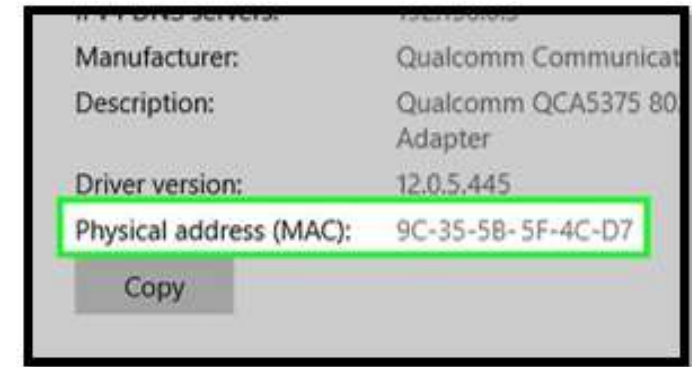 Manufacturer: Qualcomm Communicat
Description: Qualcomm QCA5375 80
Adapter
Driver version: 12.0.5.445
Physical address (MAC): 9C-35-5B-5F-4C-D7
Copy